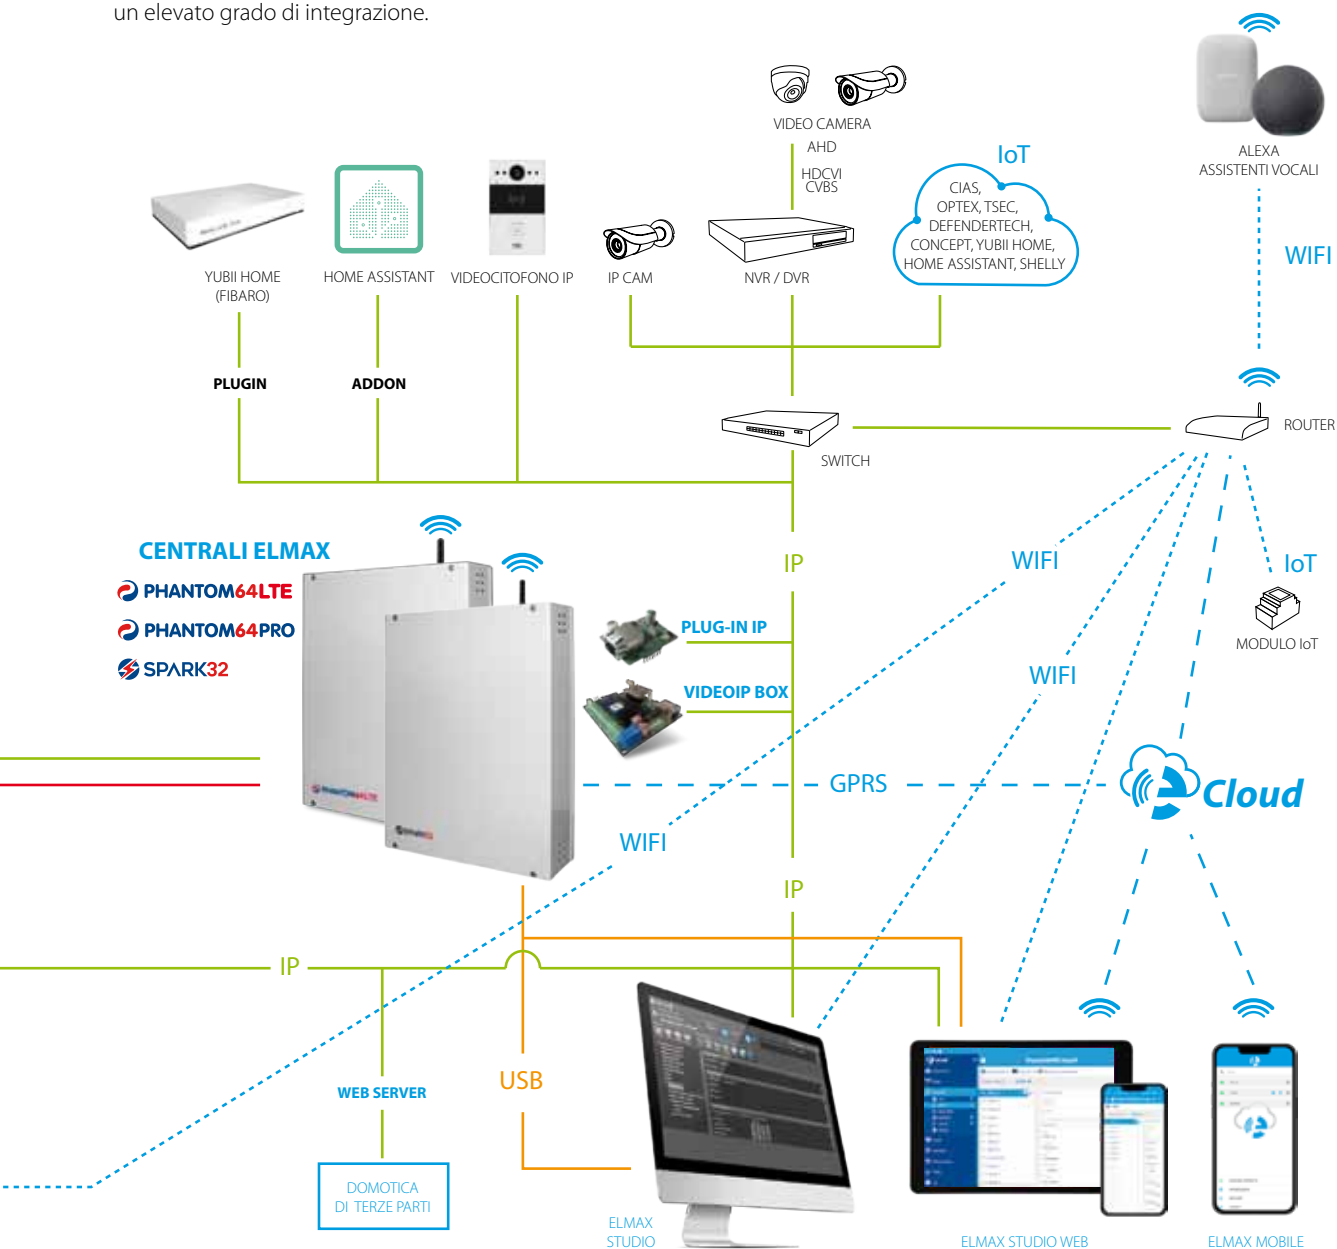 un elevato grado di integrazione.
VIDEO CAMERA
AHD
HDCVI
CVBS
IoT
CIAS,
OPTEX, TSEC,
DEFENDERTECH,
CONCEPT, YUBII HOME,
HOME ASSISTANT, SHELLY
ALEXA
ASSISTENTI VOCALI
WIFI
YUBII HOME
(FIBARO)
HOME ASSISTANT
VIDEOCITOFONO IP
IP CAM
NVR / DVR
PLUGIN
ADDON
SWITCH
ROUTER
CENTRALI ELMAX
PHANTOM64LTE
PHANTOM64PRO
SPARK32
IP
WIFI
IoT
MODULO IoT
PLUG-IN IP
VIDEOIP BOX
WIFI
PHANTOM64LTE
GPRS
Cloud
WIFI
IP
IP
USB
WEB SERVER
DOMOTICA
DI TERZE PARTI
ELMAX
STUDIO
ELMAX STUDIO WEB
ELMAX MOBILE